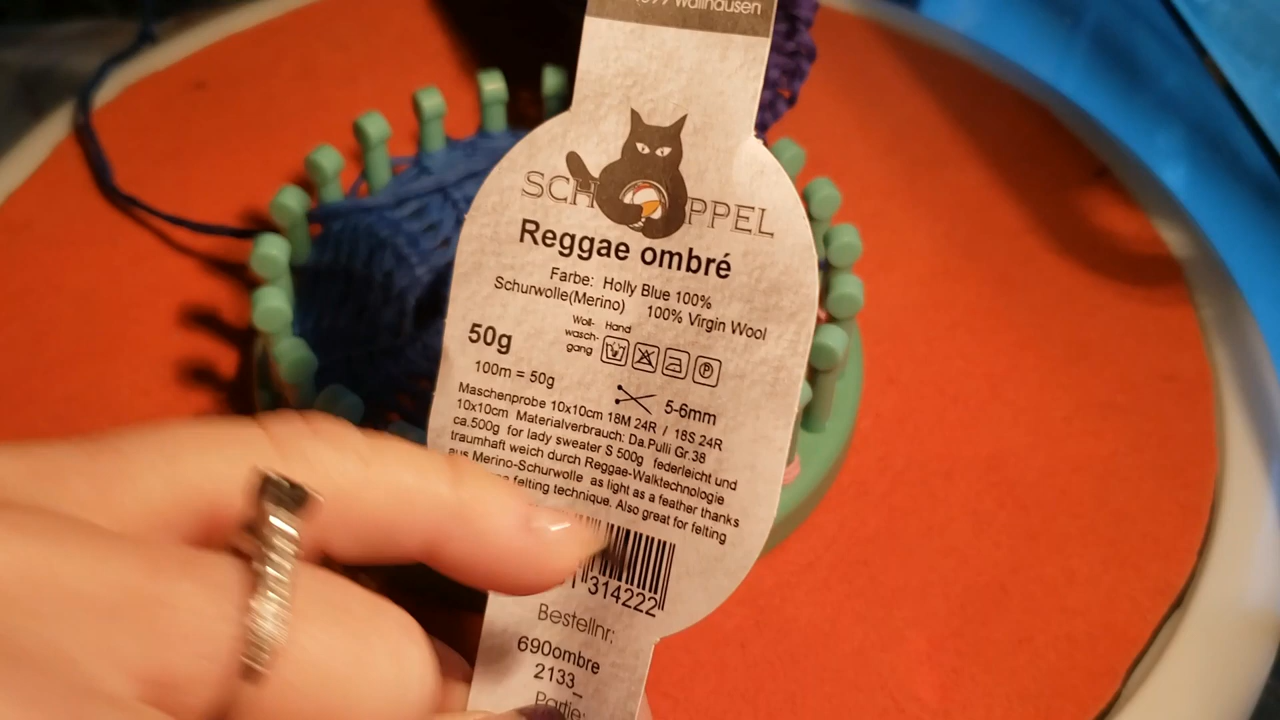 Wallhausen
SCHOPPEL
Reggae ombré
Farbe: Holly Blue 100%
Schurwolle(Merino) 100% Virgin Wool
Woll- Hand
wasch-
gang
50g
100m = 50g
5-6mm
Maschenprobe 10x10cm 18M 24R / 18S 24R
10x10cm Materialverbrauch: Da.Pulli Gr.38
ca.500g for lady sweater S 500g federleicht und
traumhaft weich durch Reggae-Walktechnologie
aus Merino-Schurwolle as light as a feather thanks
felting technique. Also great for felting
314222
Bestellnr:
690ombre
2133_
Partie: